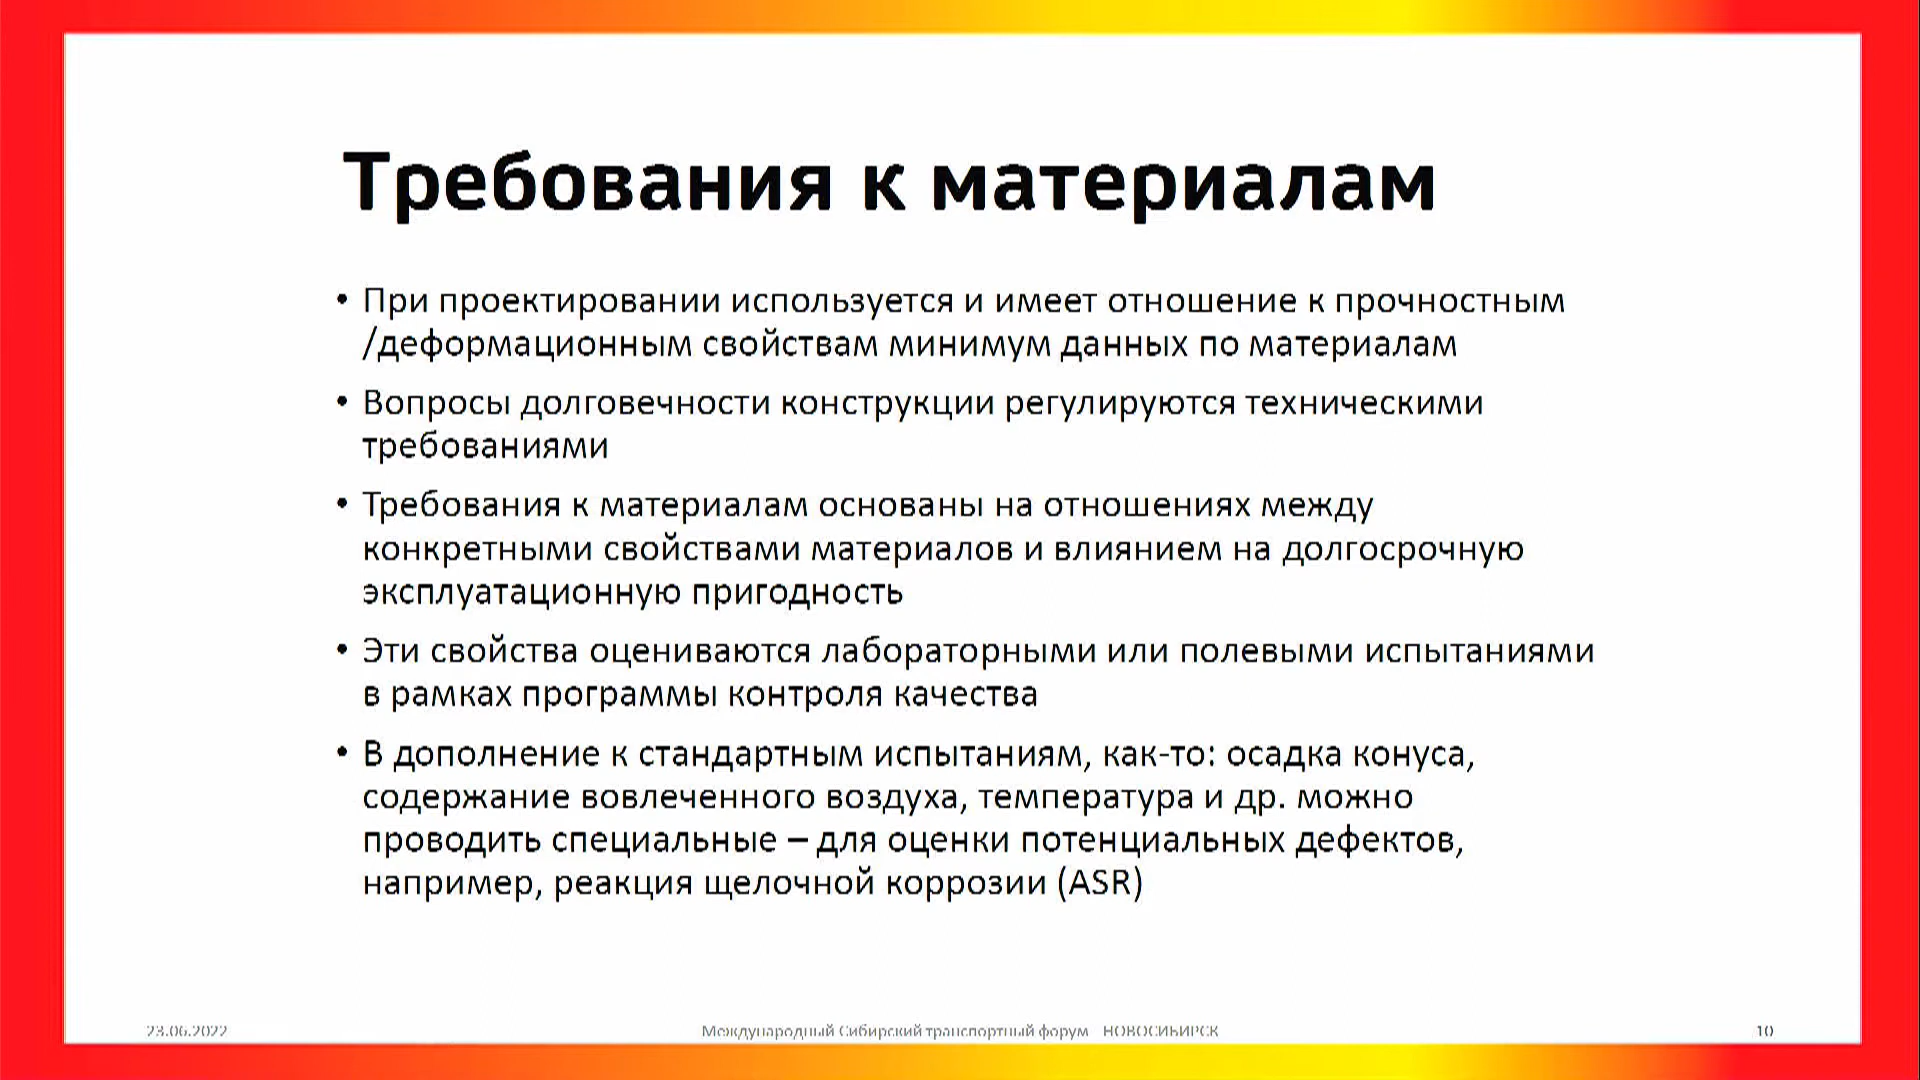 Требования к материалам
• При проектировании используется и имеет отношение к прочностным
/деформационным свойствам минимум данных по материалам
• Вопросы долговечности конструкции регулируются техническими
требованиями
• Требования к материалам основаны на отношениях между
конкретными свойствами материалов и влиянием на долгосрочную
эксплуатационную пригодность
• Эти свойства оцениваются лабораторными или полевыми испытаниями
в рамках программы контроля качества
• В дополнение к стандартным испытаниям, как-то: осадка конуса,
содержание вовлеченного воздуха, температура и др. можно
проводить специальные – для оценки потенциальных дефектов,
например, реакция щелочной коррозии (ASR)
23.06.2022 Международный Сибирский транспортный форум НОВОСИБИРСК 10